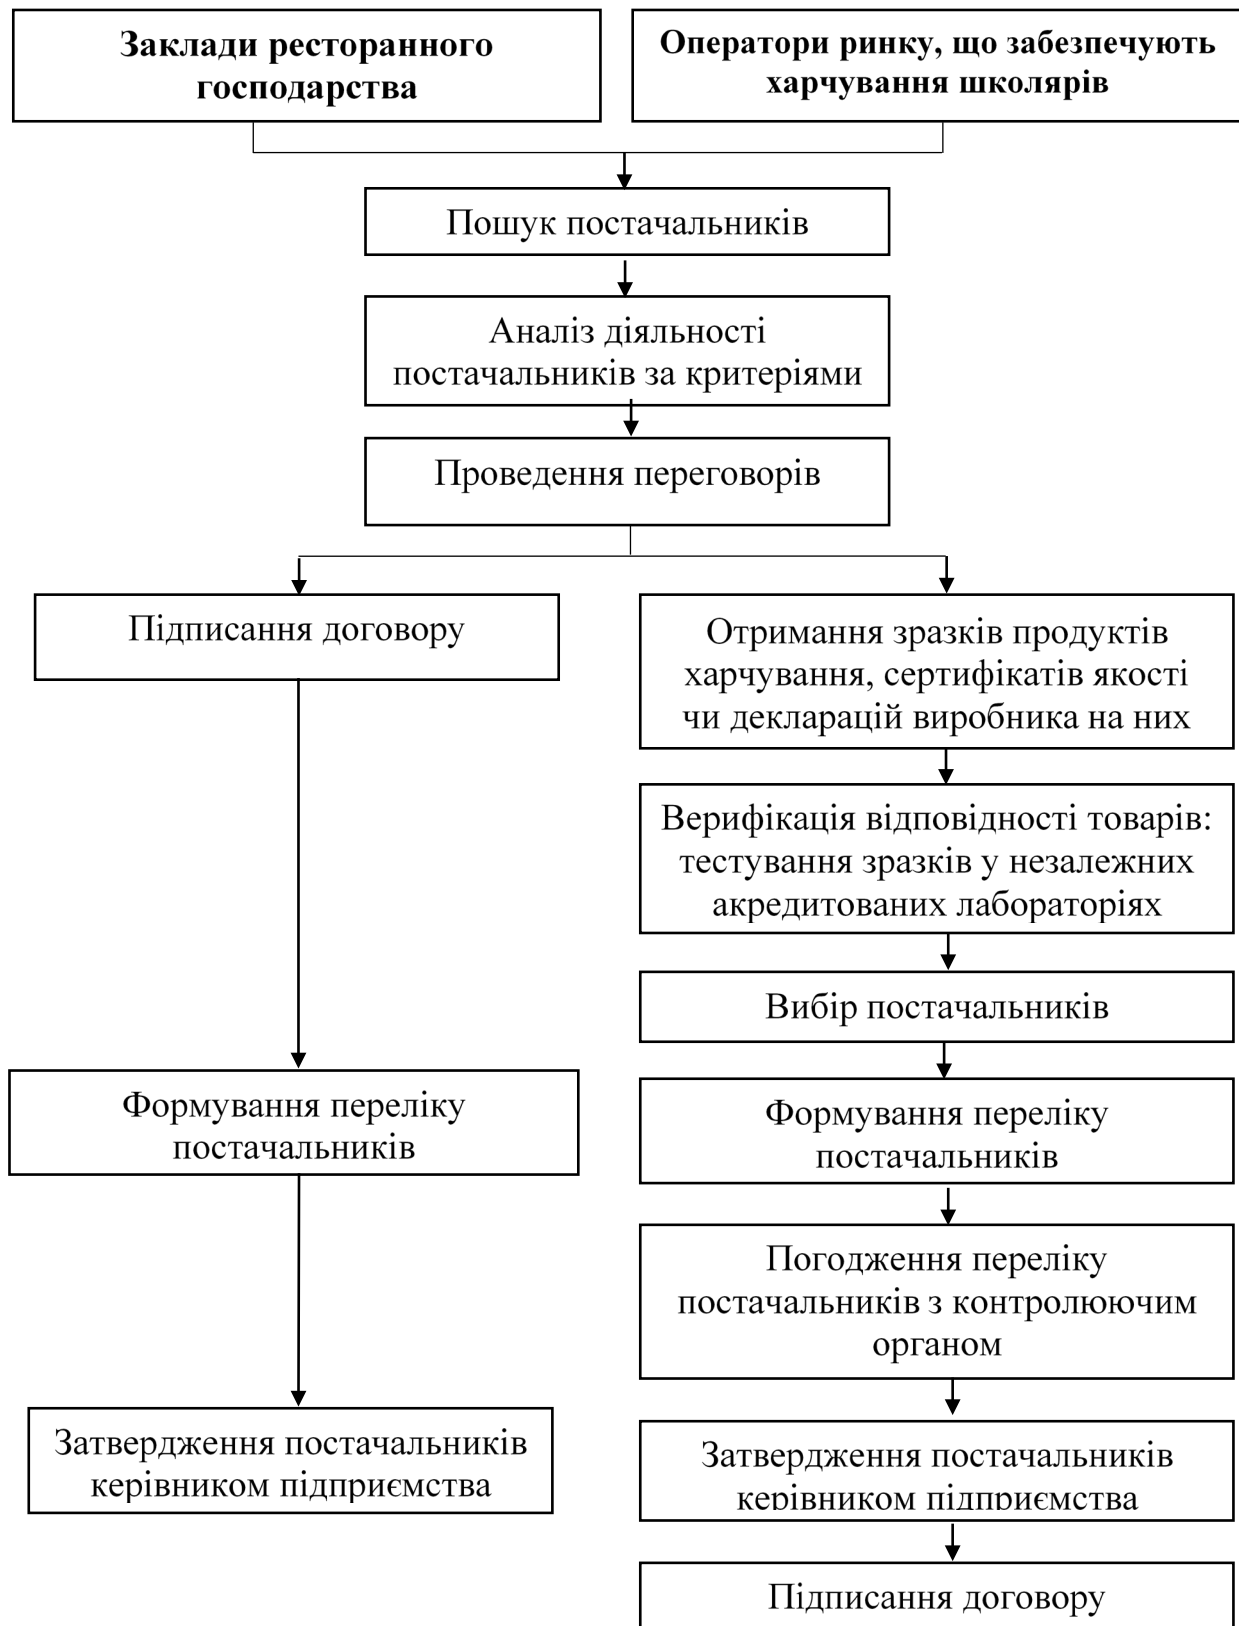 Заклади ресторанного
господарства
Оператори ринку, що забезпечують
харчування школярів
Пошук постачальників
Аналіз діяльності
постачальників за критеріями
Проведення переговорів
Підписання договору
Отримання зразків продуктів
харчування, сертифікатів якості
чи декларацій виробника на них
Верифікація відповідності товарів:
тестування зразків у незалежних
акредитованих лабораторіях
Вибір постачальників
Формування переліку
постачальників
Формування переліку
постачальників
Погодження переліку
постачальників з контролюючим
органом
Затвердження постачальників
керівником підприємства
Затвердження постачальників
керівником підприємства
Підписання договору